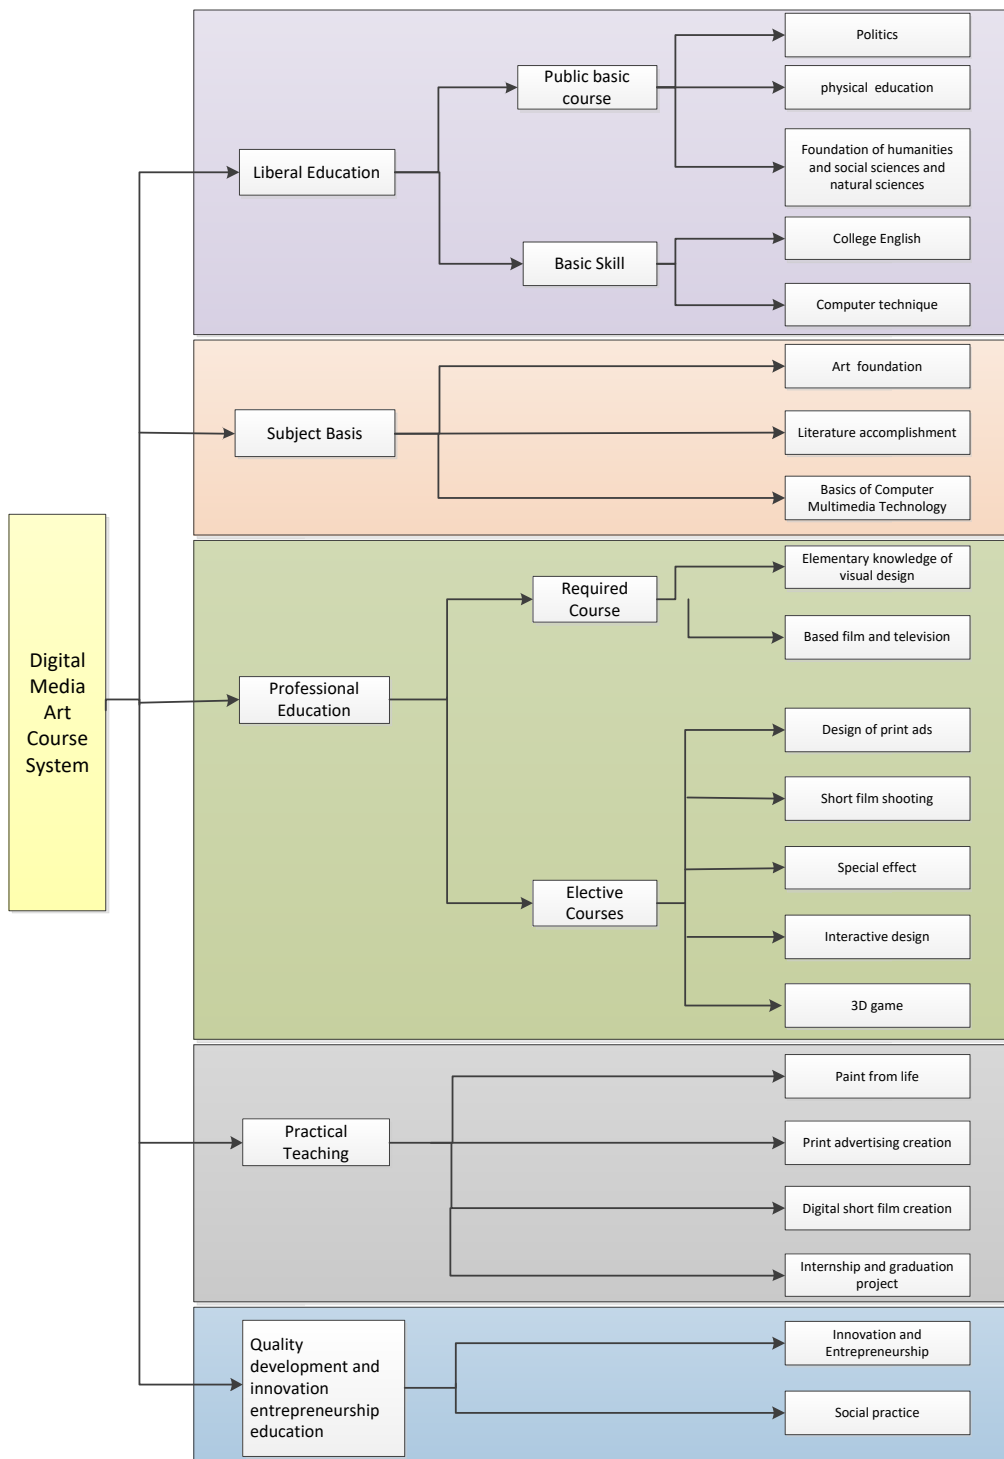 Politics
Public basic
course
physical education
Foundation of humanities
and social sciences and
natural sciences
Liberal Education
College English
Basic Skill
Computer technique
Art foundation
Subject Basis
Literature accomplishment
Basics of Computer
Multimedia Technology
Digital
Media
Art
Course
System
Elementary knowledge of
visual design
Required
Course
Based film and television
Professional
Education
Design of print ads
Short film shooting
Special effect
Elective
Courses
Interactive design
3D game
Paint from life
Practical
Teaching
Print advertising creation
Digital short film creation
Internship and graduation
project
Quality
development and
innovation
entrepreneurship
education
Innovation and
Entrepreneurship
Social practice